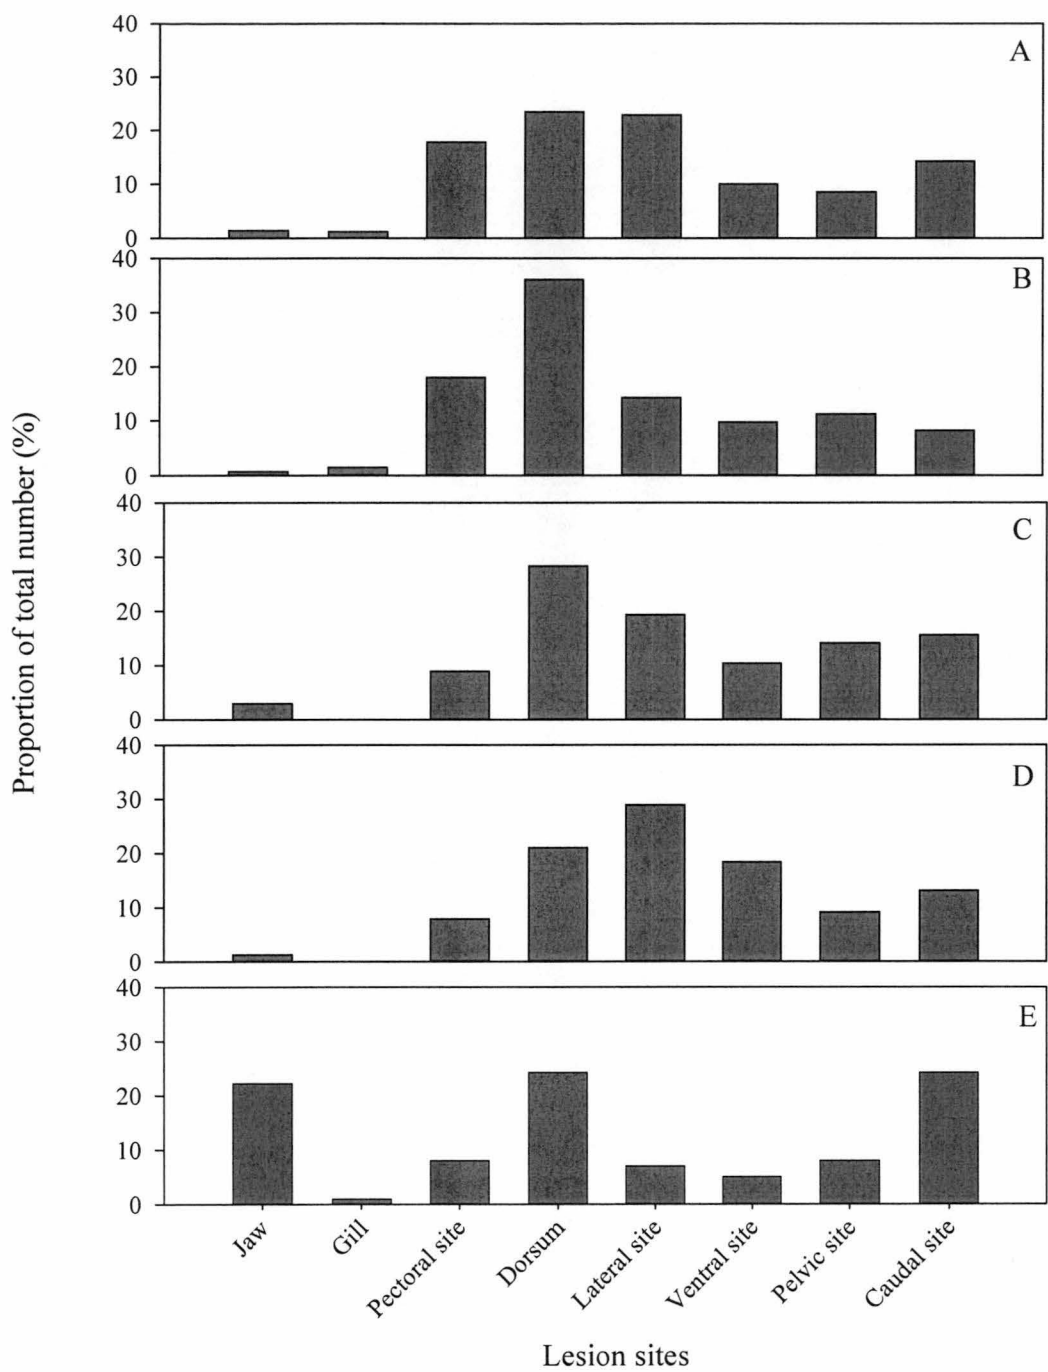 Proportion of total number (%)
40
30
20
10
0
A
40
30
20
10
0
B
40
30
20
10
0
C
40
30
20
10
0
D
40
30
20
10
0
E
Jaw
Gill
Pectoral site
Dorsum
Lateral site
Ventral site
Pelvic site
Caudal site
Lesion sites